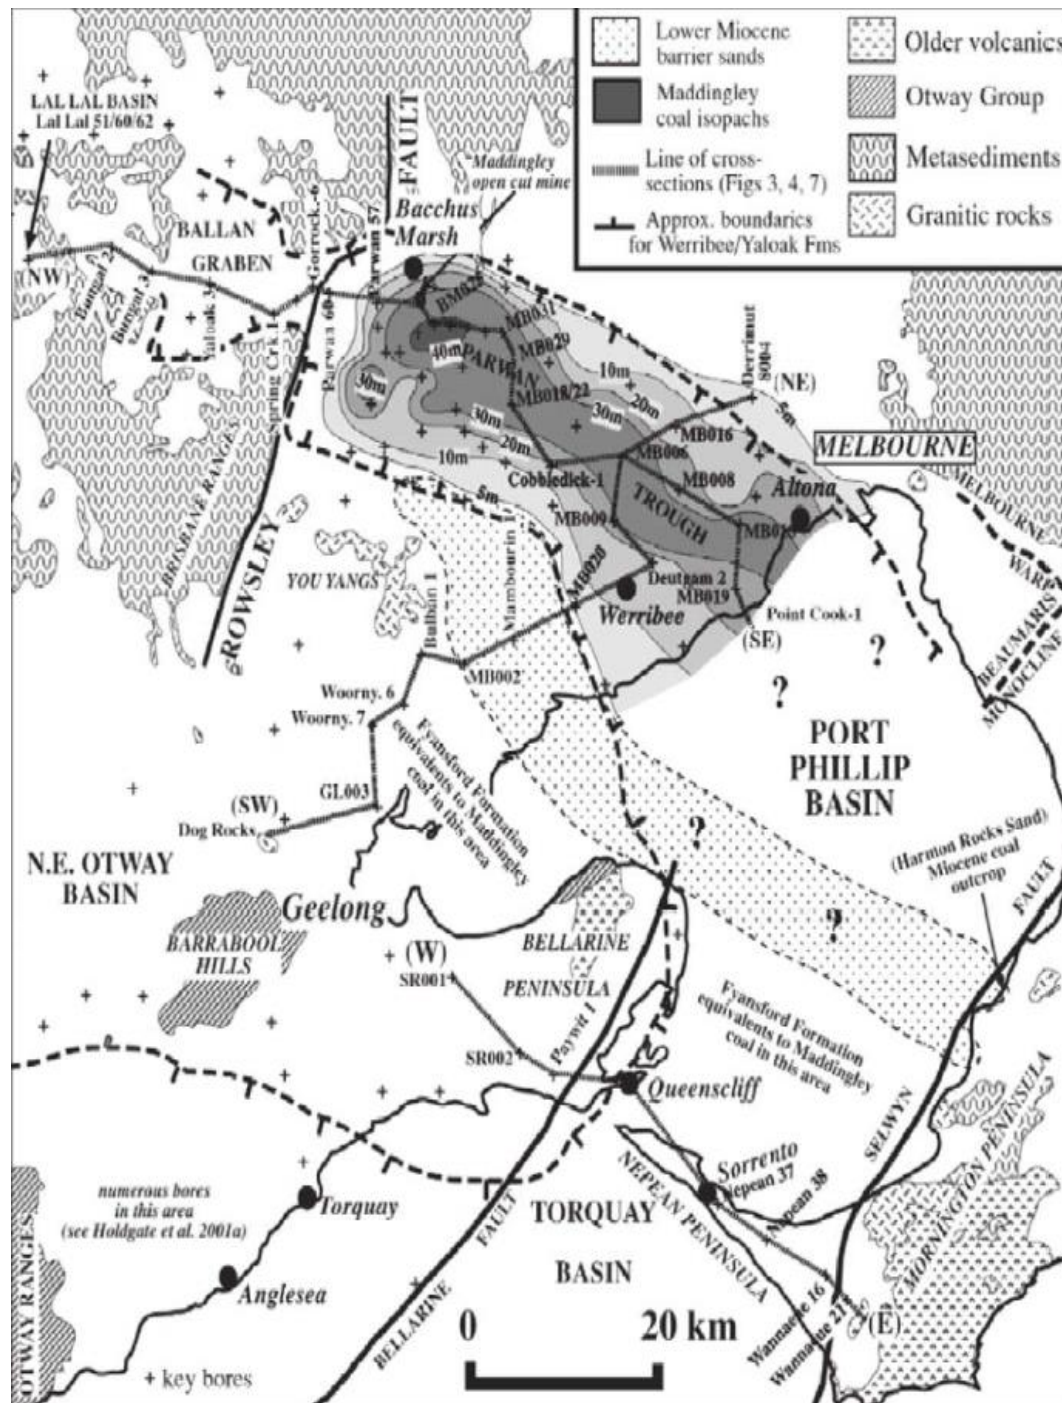 Lower Miocene
barrier sands
Maddingley
coal isopachs
Line of cross-
sections (Figs 3, 4, 7)
Approx. boundaries
for Werribee/Yaloak Fms
Older volcanics
Otway Group
Metasediments
Granitic rocks
LAL LAL BASIN
Lal Lal 51/60/62
FAULT
"Maddingley
open cut mine
Bacchus
Marsh
BALLAN
GRABEN
(NW)
Bungal 2
Bungal 3
Yaloak 3
Spring Crk.1
Gorrock.-6
Parwan 60
Parwan 57
MB031
MB029
40m
PARWAN
30m
MB018/22
10m
20m
30m
Derrimut
8004
(NE)
5m
MB016
MB006
MELBOURNE
30m
20m
10m
5m
Cobbledick-1
MB008
TROUGH
Altona
MELBOURNE
WARP
MB009
MB020
Deutgam 2
MB019
Werribee
Point Cook-1
(SE)
BEAUMARIS
MONOCLINE
BRISBANE RANGES
ROWSLEY
YOU YANGS
Bulban 1
Mambourin 1
MB002
Woorny. 6
Woorny. 7
GL003
(SW)
Dog Rocks
Fyansford Formation
equivalents to Maddingley
coal in this area
?
?
PORT
PHILLIP
BASIN
?
?
(Harmon Rocks Sand)
Miocene coal
outcrop
FAULT
N.E. OTWAY
BASIN
Geelong
BARRABOOL
HILLS
(W)
SR001
BELLARINE
PENINSULA
Paywit 1
SR002
Queenscliff
Fyansford Formation
equivalents to Maddingley
coal in this area
SELWYN
MORNINGTON PENINSULA
Sorrento
Nepean 37
Nepean 38
NEPEAN PENINSULA
numerous bores
in this area
(see Holdgate et al. 2001a)
Torquay
Anglesea
OTWAY RANGES
BELLARINE
FAULT
TORQUAY
BASIN
Wannaeue 16
Wannaeue 21
(E)
0
20 km
+ key bores